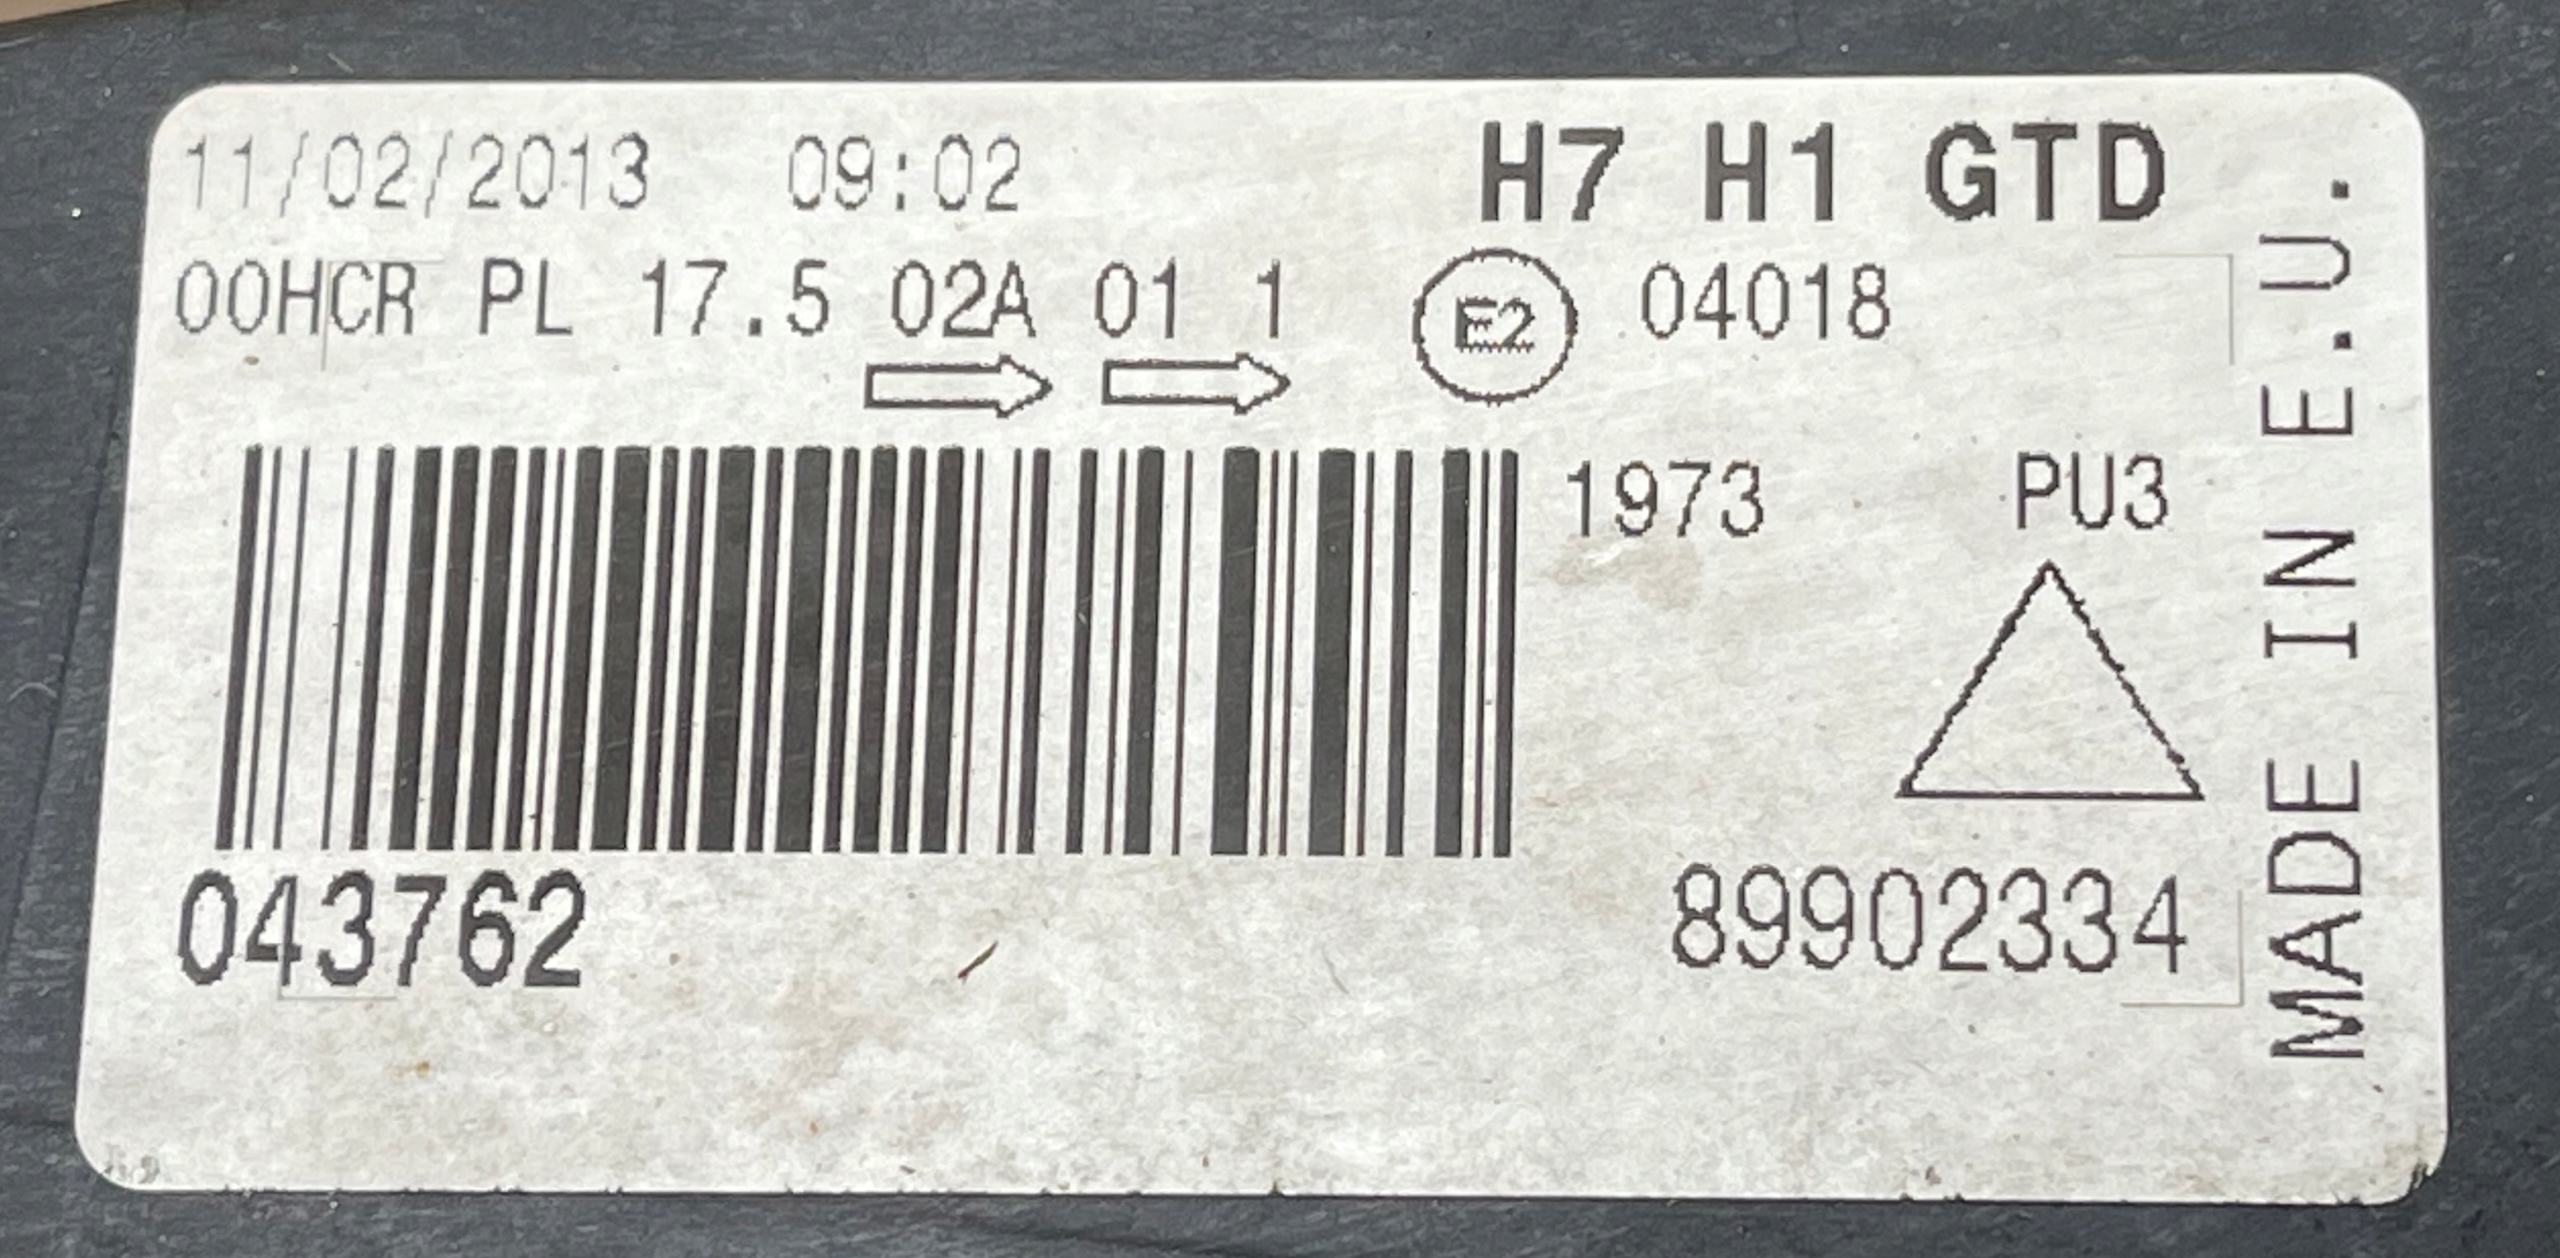 11/02/2013 09:02 H7 H1 GTD
00HCR PL 17.5 02A 01 1 E2 04018
1973 PU3
043762 89902334
MADE IN E.U.